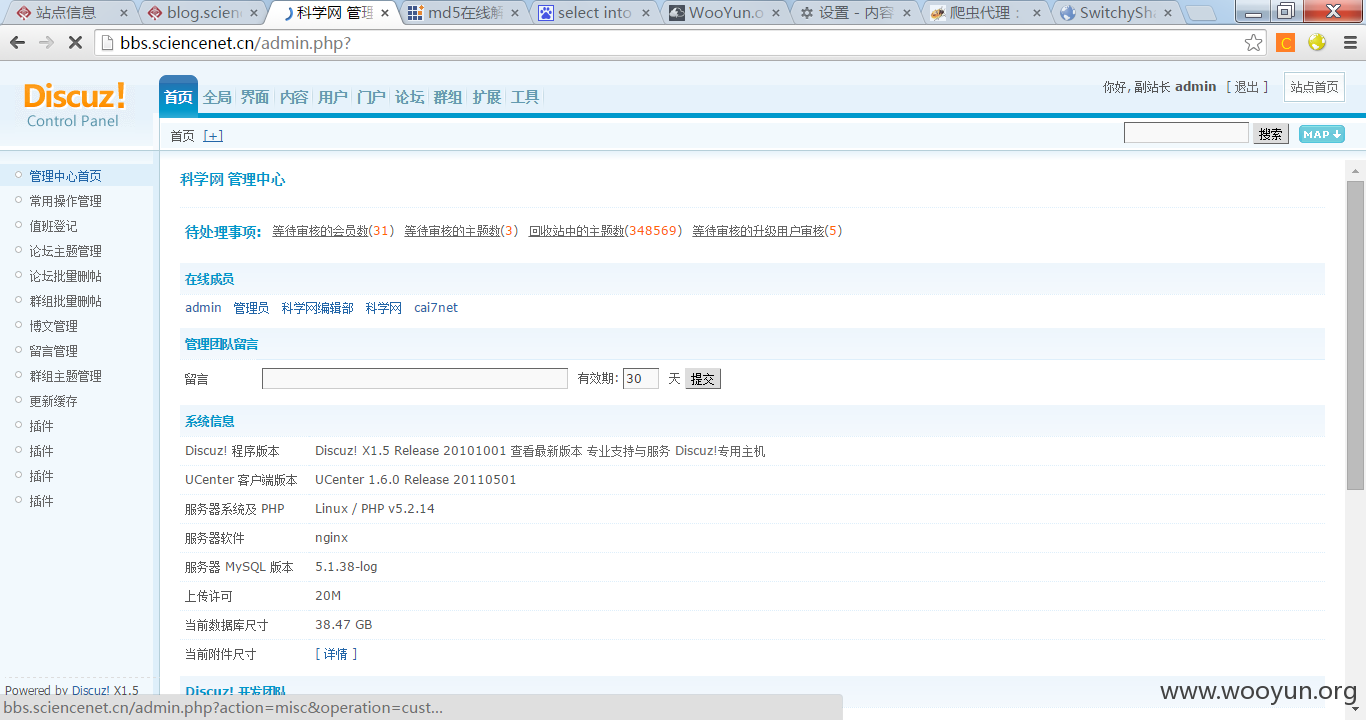 站点信息 blog.scien 科学网 管理 md5在线解 select into WooYun.o 设置 - 内容 爬虫代理： SwitchySha
bbs.sciencenet.cn/admin.php?
Discuz!
Control Panel
首页 全局 界面 内容 用户 门户 论坛 群组 扩展 工具
你好, 副站长 admin [ 退出 ] 站点首页
首页 [+] 搜索 MAP
管理中心首页
常用操作管理
值班登记
论坛主题管理
论坛批量删帖
群组批量删帖
博文管理
留言管理
群组主题管理
更新缓存
插件
插件
插件
插件
Powered by Discuz! X1.5
科学网 管理中心
待处理事项: 等待审核的会员数(31) 等待审核的主题数(3) 回收站中的主题数(348569) 等待审核的升级用户审核(5)
在线成员
admin 管理员 科学网编辑部 科学网 cai7net
管理团队留言
留言 有效期: 30 天 提交
系统信息
Discuz! 程序版本 Discuz! X1.5 Release 20101001 查看最新版本 专业支持与服务 Discuz!专用主机
UCenter 客户端版本 UCenter 1.6.0 Release 20110501
服务器系统及 PHP Linux / PHP v5.2.14
服务器软件 nginx
服务器 MySQL 版本 5.1.38-log
上传许可 20M
当前数据库尺寸 38.47 GB
当前附件尺寸 [ 详情 ]
Discuz! 开发团队
bbs.sciencenet.cn/admin.php?action=misc&operation=cust...
www.wooyun.org